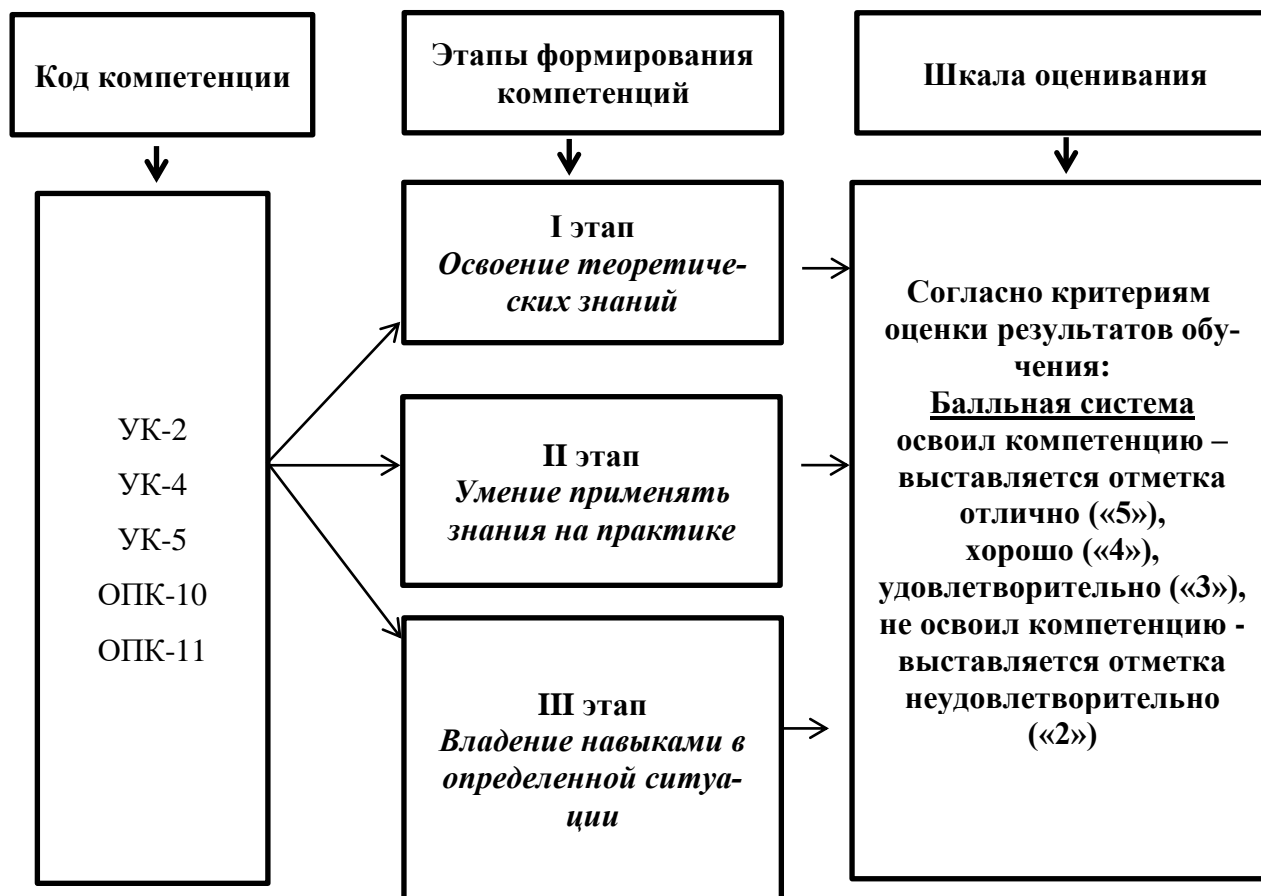 Код компетенции
Этапы формирования
компетенций
Шкала оценивания
УК-2
УК-4
УК-5
ОПК-10
ОПК-11
I этап
Освоение теоретиче-
ских знаний
II этап
Умение применять
знания на практике
III этап
Владение навыками в
определенной ситуа-
ции
Согласно критериям
оценки результатов обу-
чения:
Балльная система
освоил компетенцию –
выставляется отметка
отлично («5»),
хорошо («4»),
удовлетворительно («3»),
не освоил компетенцию -
выставляется отметка
неудовлетворительно
(«2»)